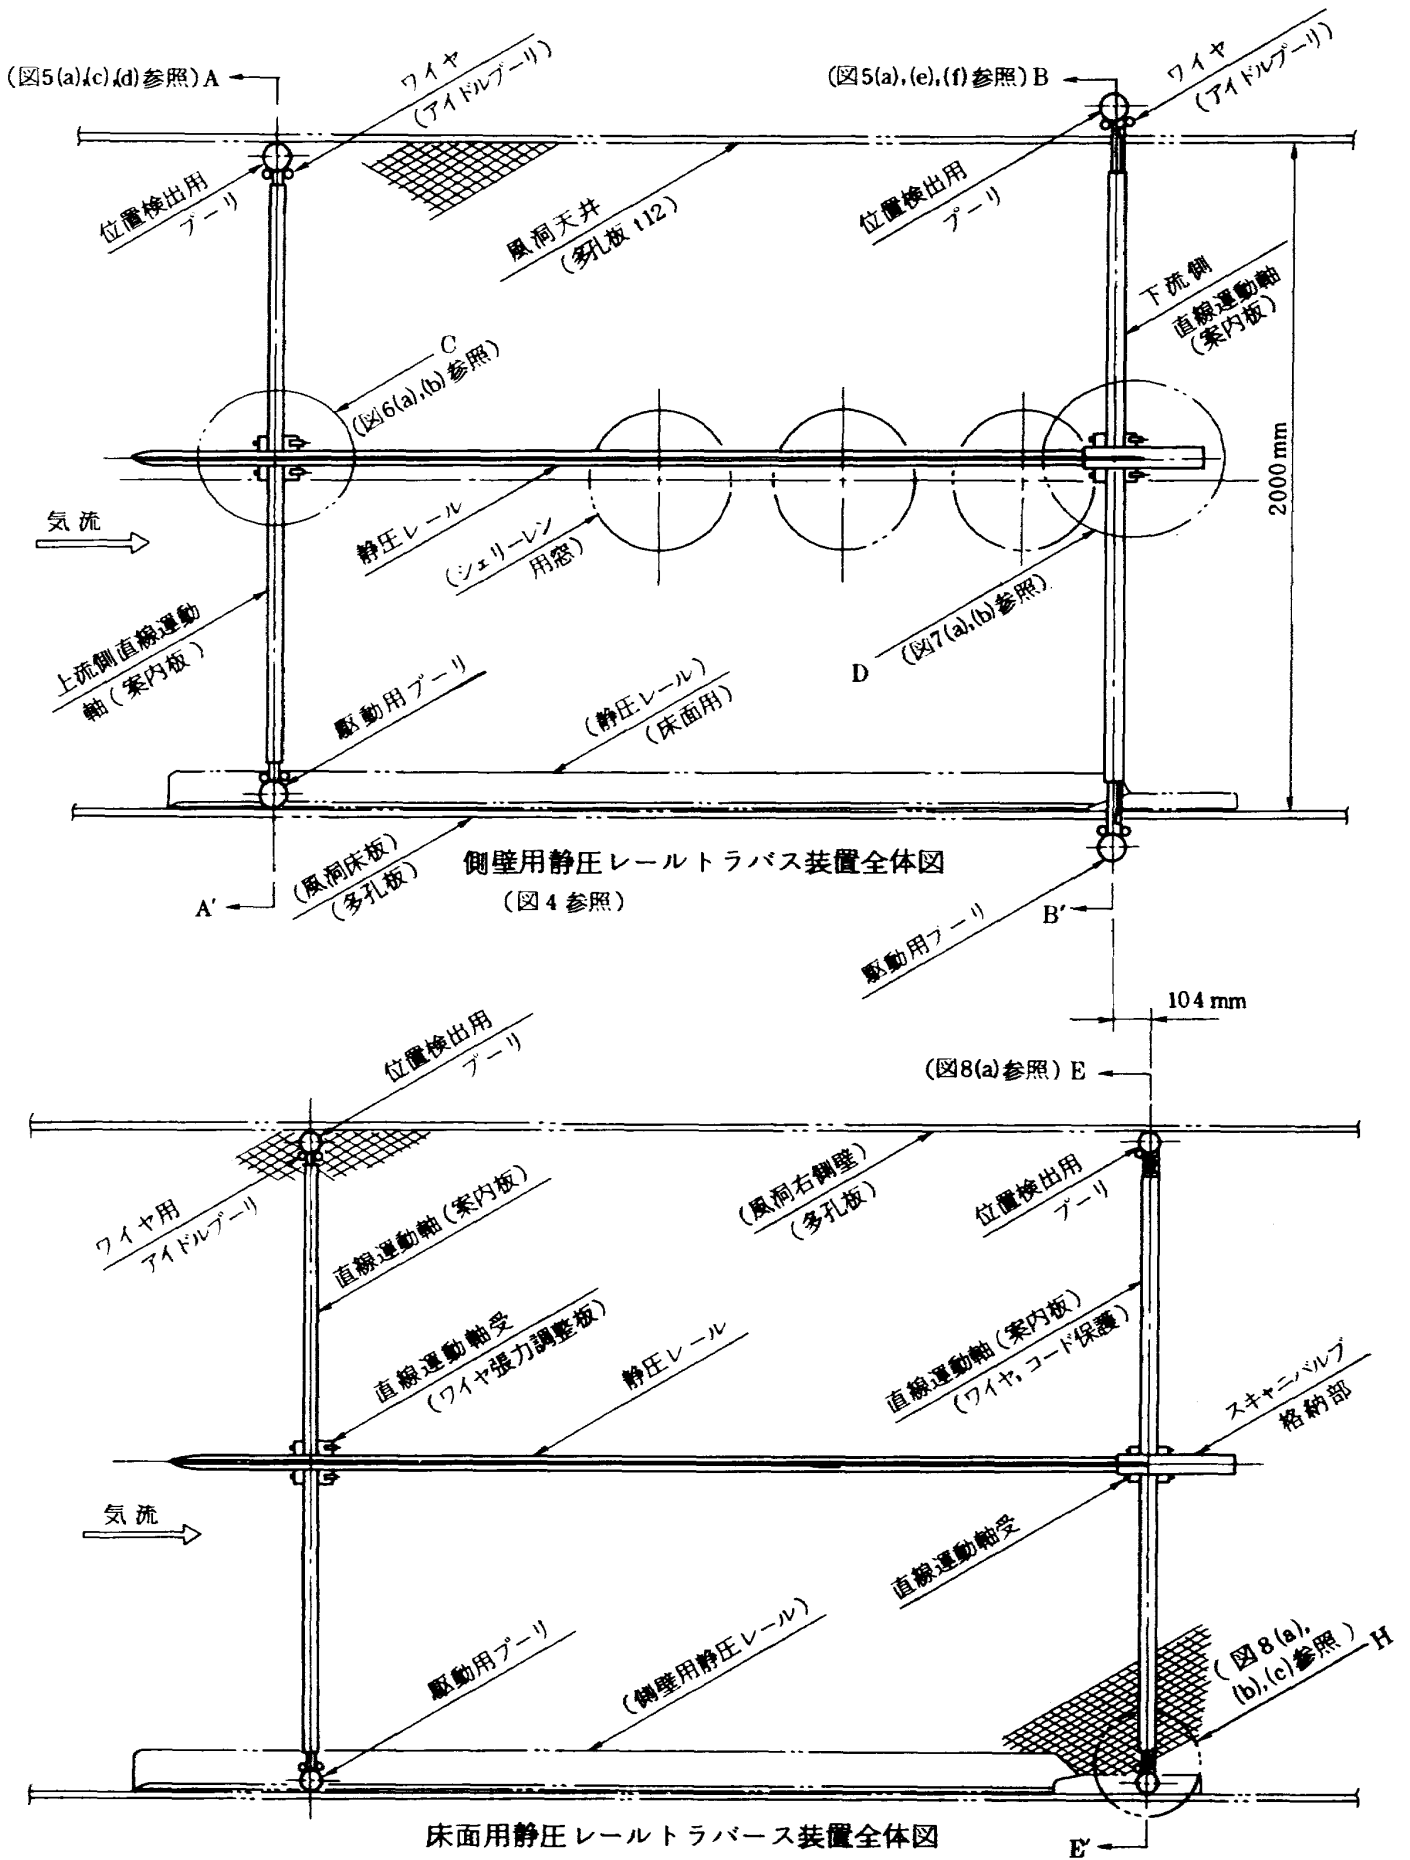 (図5(a),(c),(d)参照) A
ワイヤ
(アイドルプーリ)
(図5(a),(e),(f)参照) B
ワイヤ
(アイドルプーリ)
位置検出用
プーリ
風洞天井
(多孔板 t12)
位置検出用
プーリ
下流側
直線運動軸
(案内板)
C
(図6(a),(b)参照)
2000mm
気流
静圧レール
(シェリーレン
用窓)
上流側直線運動
軸(案内板)
D
(図7(a),(b)参照)
駆動用プーリ
(静圧レール)
(床面用)
(風洞床板)
(多孔板)
側壁用静圧レールトラバス装置全体図
(図4参照)
A′
B′
駆動用プーリ
104mm
位置検出用
プーリ
(図8(a)参照) E
ワイヤ用
アイドルプーリ
直線運動軸(案内板)
(風洞右側壁)
(多孔板)
位置検出用
プーリ
直線運動軸受
(ワイヤ張力調整板)
静圧レール
直線運動軸(案内板)
(ワイヤ,コード保護)
スキャニバルブ
格納部
気流
直線運動軸受
駆動用プーリ
(側壁用静圧レール)
(図8(a),
(b),(c)参照)
H
床面用静圧レールトラバース装置全体図
E′